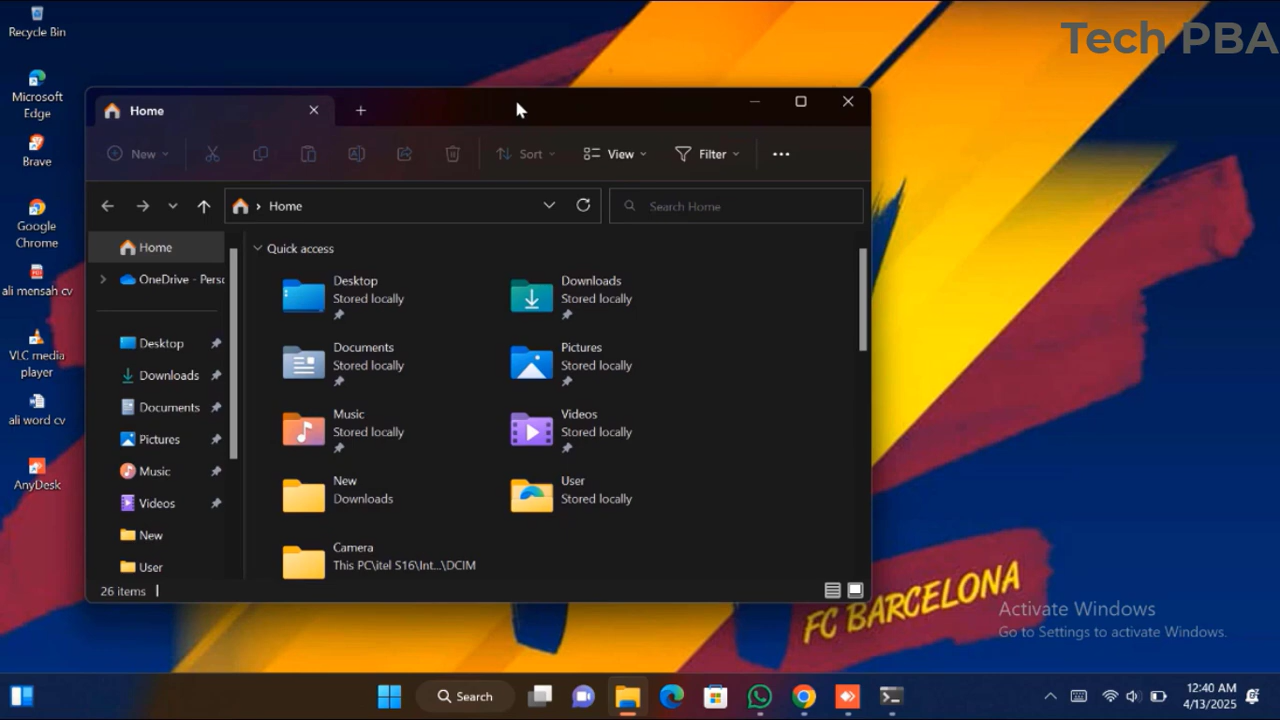 Tech PBA
Recycle Bin
Microsoft
Edge
Brave
Google
Chrome
ali mensah cv
VLC media
player
ali word cv
AnyDesk
Home
New
Sort
View
Filter
Home
Search Home
Home
OneDrive - Perso
Desktop
Downloads
Documents
Pictures
Music
Videos
New
User
Quick access
Desktop
Stored locally
Downloads
Stored locally
Documents
Stored locally
Pictures
Stored locally
Music
Stored locally
Videos
Stored locally
New
Downloads
User
Stored locally
Camera
This PC\itel S16\Int...\DCIM
26 items
FC BARCELONA
Activate Windows
Go to Settings to activate Windows.
Search
12:40 AM
4/13/2025